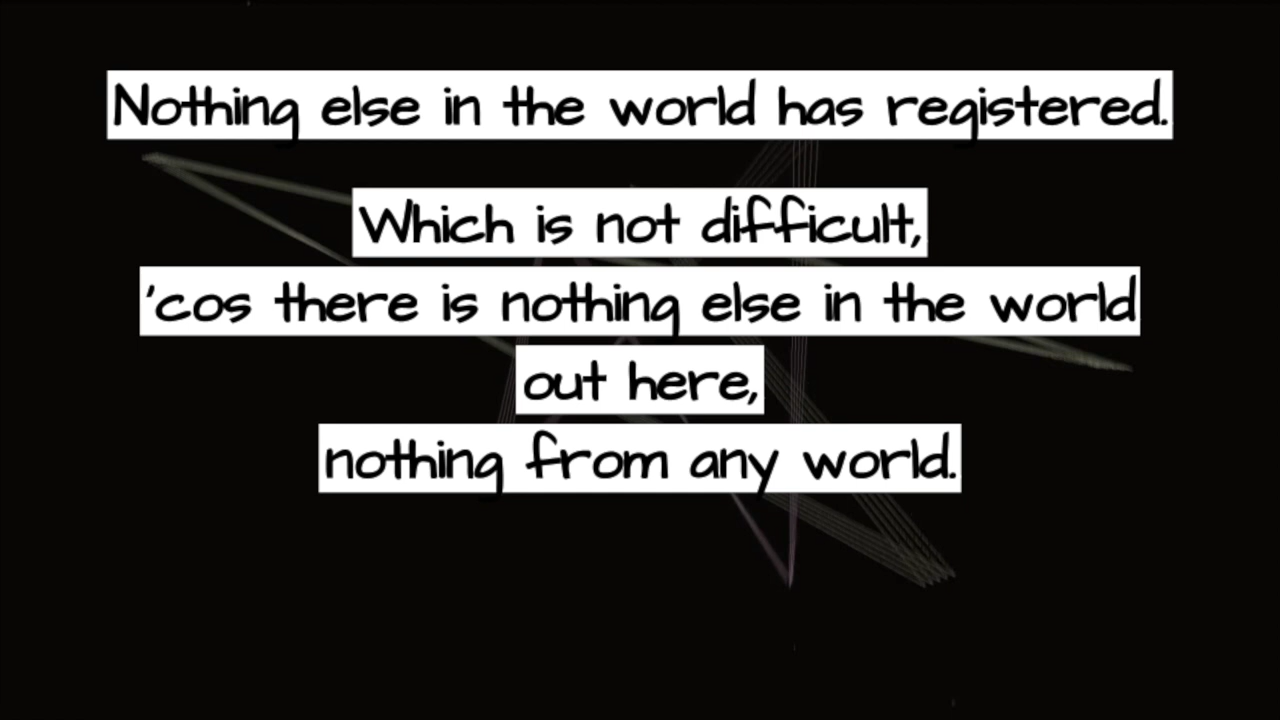 Nothing else in the world has registered.
Which is not difficult,
'cos there is nothing else in the world
out here,
nothing from any world.